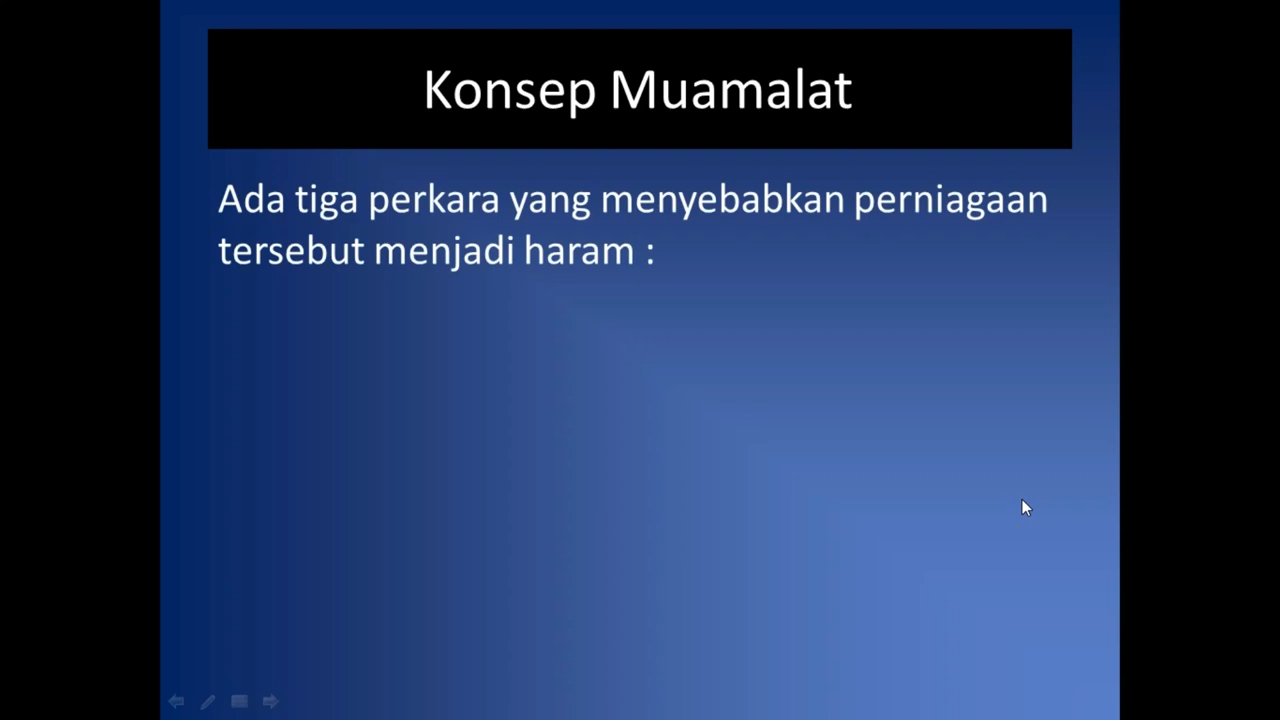 Konsep Muamalat
Ada tiga perkara yang menyebabkan perniagaan
tersebut menjadi haram :